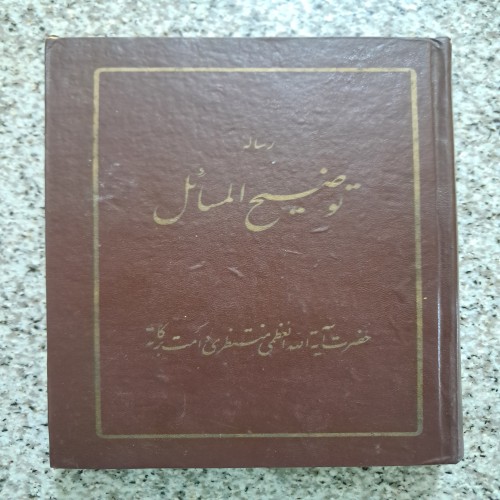 رساله
توضیح المسائل
حضرت آیة الله العظمی منتظری دامت برکاته